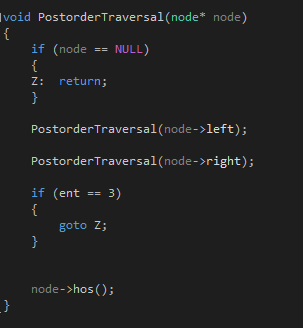 void PostorderTraversal(node* node)
{
if (node == NULL)
{
Z: return;
}
PostorderTraversal(node->left);
PostorderTraversal(node->right);
if (ent == 3)
{
goto Z;
}
node->hos();
}